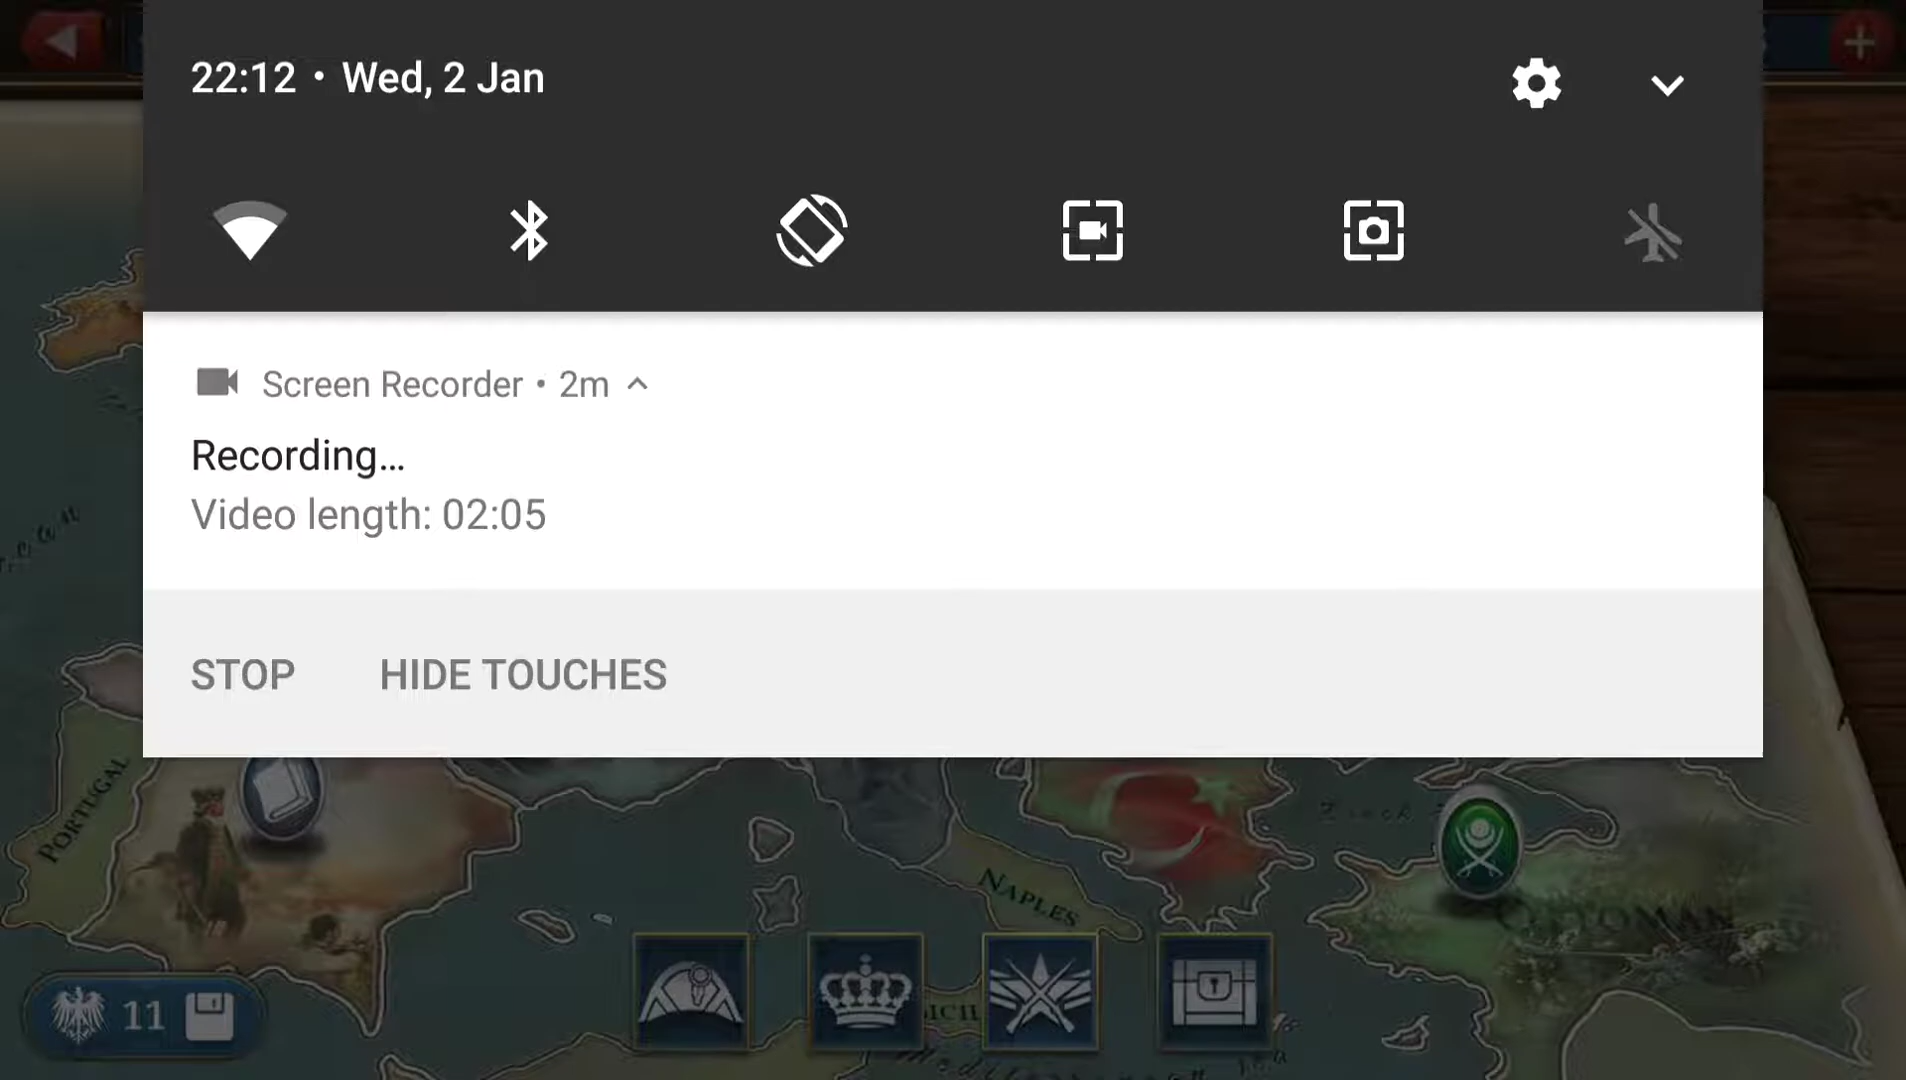 22:12 • Wed, 2 Jan
Screen Recorder • 2m
Recording...
Video length: 02:05
STOP HIDE TOUCHES
PORTUGAL
NAPLES
OTTOMAN
11